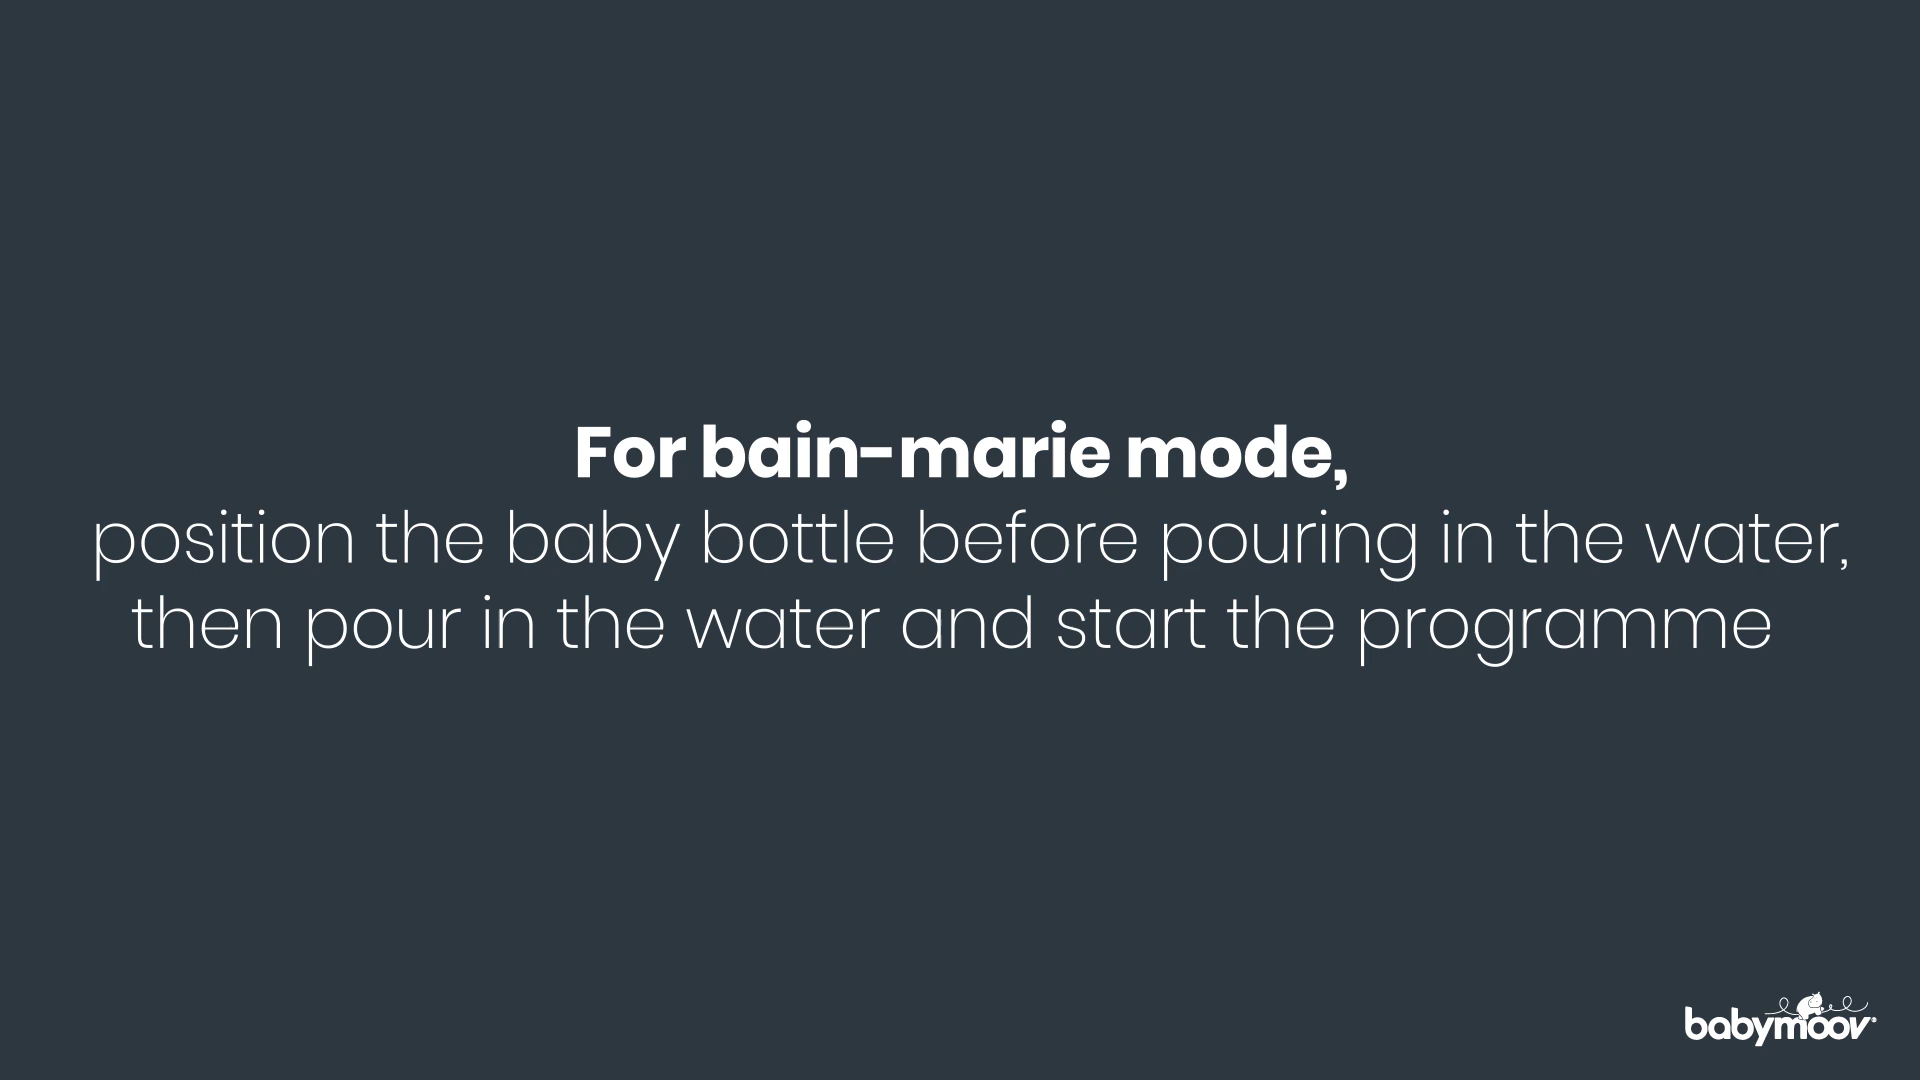 For bain-marie mode,
position the baby bottle before pouring in the water,
then pour in the water and start the programme
babymoov